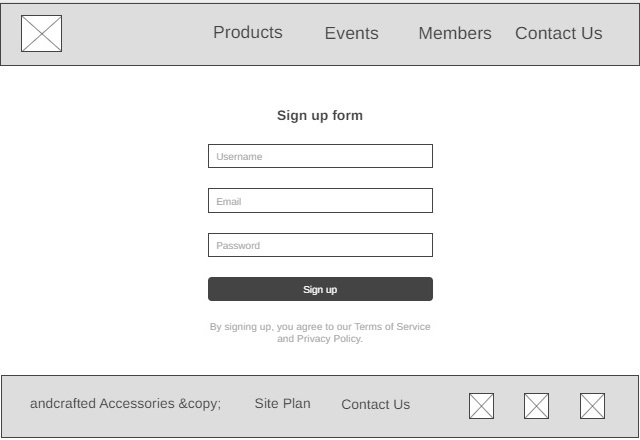 Products Events Members Contact Us
Sign up form
Username
Email
Password
Sign up
By signing up, you agree to our Terms of Service
and Privacy Policy.
andcrafted Accessories &copy; Site Plan Contact Us